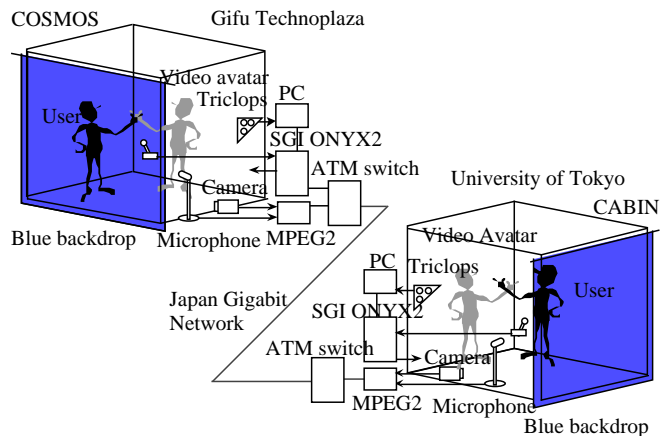 COSMOS
Gifu Technoplaza
Video avatar
Triclops
PC
User
SGI ONYX2
ATM switch
Camera
Blue backdrop
Microphone
MPEG2
University of Tokyo
CABIN
Video Avatar
PC
Triclops
User
Japan Gigabit
Network
SGI ONYX2
ATM switch
Camera
MPEG2
Microphone
Blue backdrop